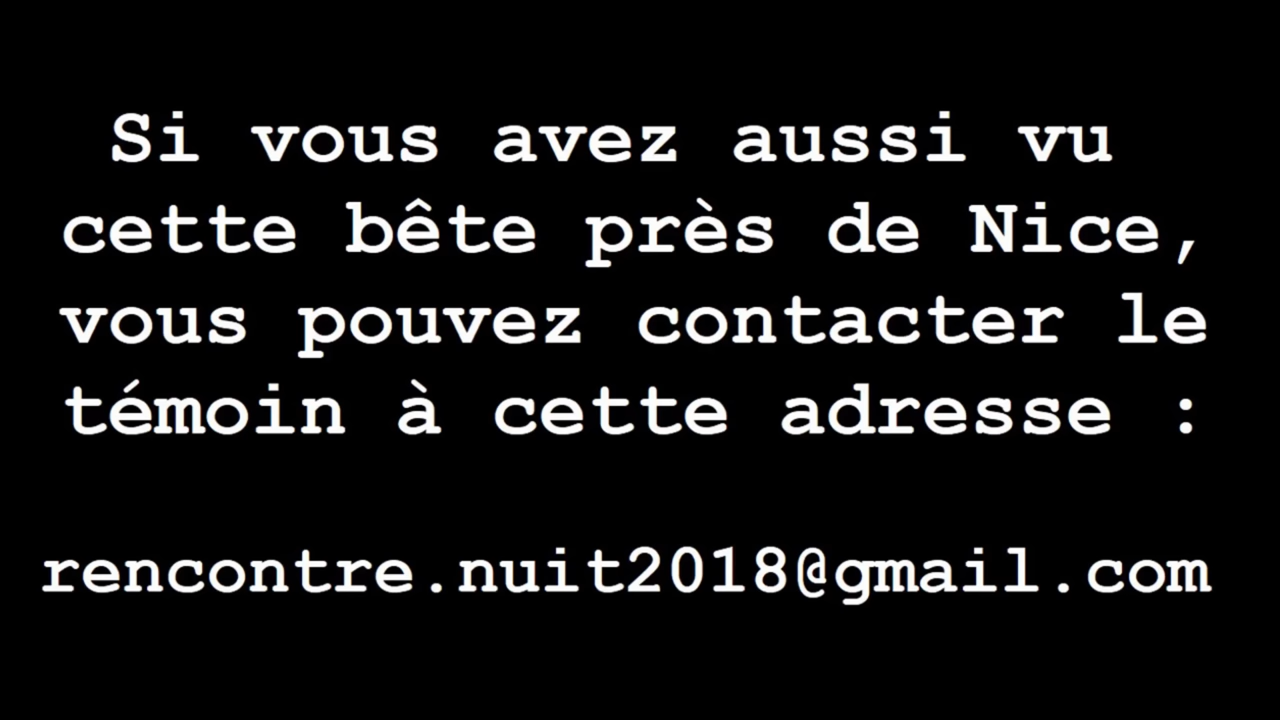 Si vous avez aussi vu
cette bête près de Nice,
vous pouvez contacter le
témoin à cette adresse :
rencontre.nuit2018@gmail.com